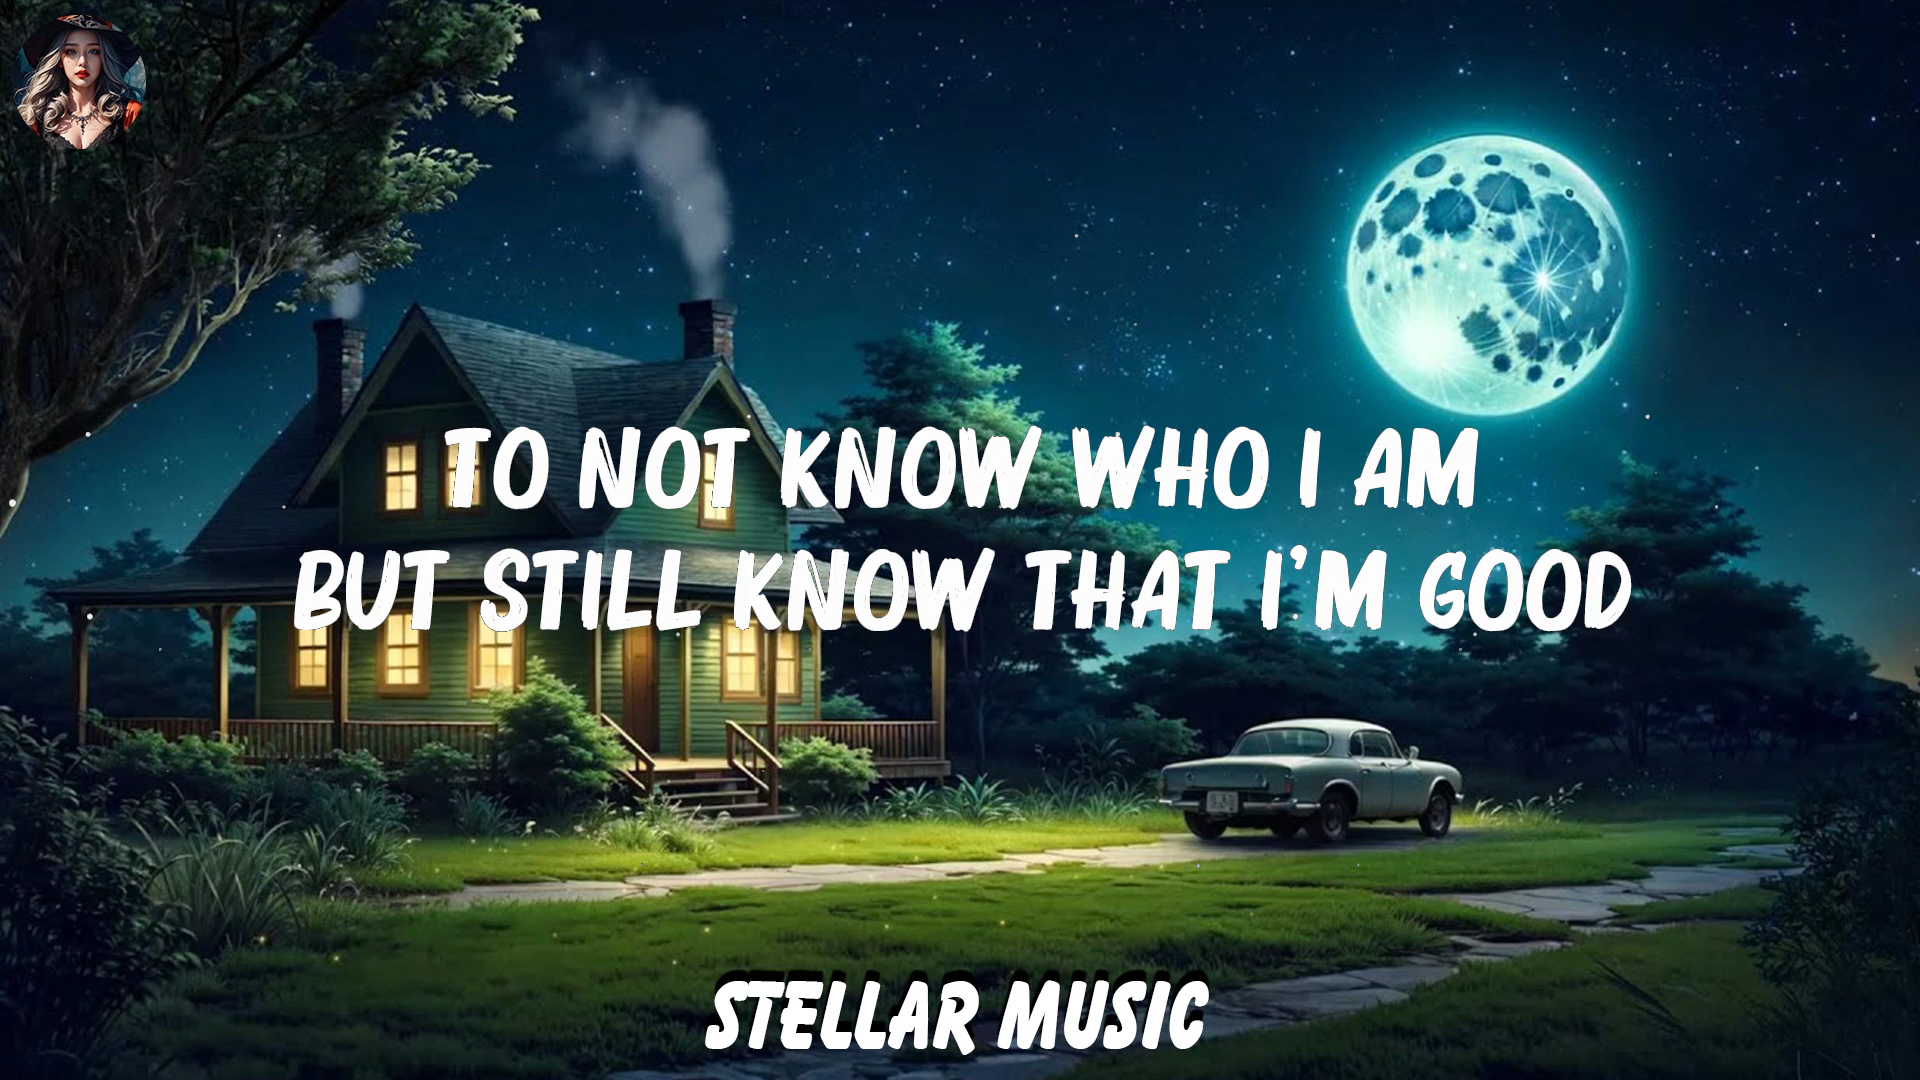 TO NOT KNOW WHO I AM
BUT STILL KNOW THAT I'M GOOD
STELLAR MUSIC